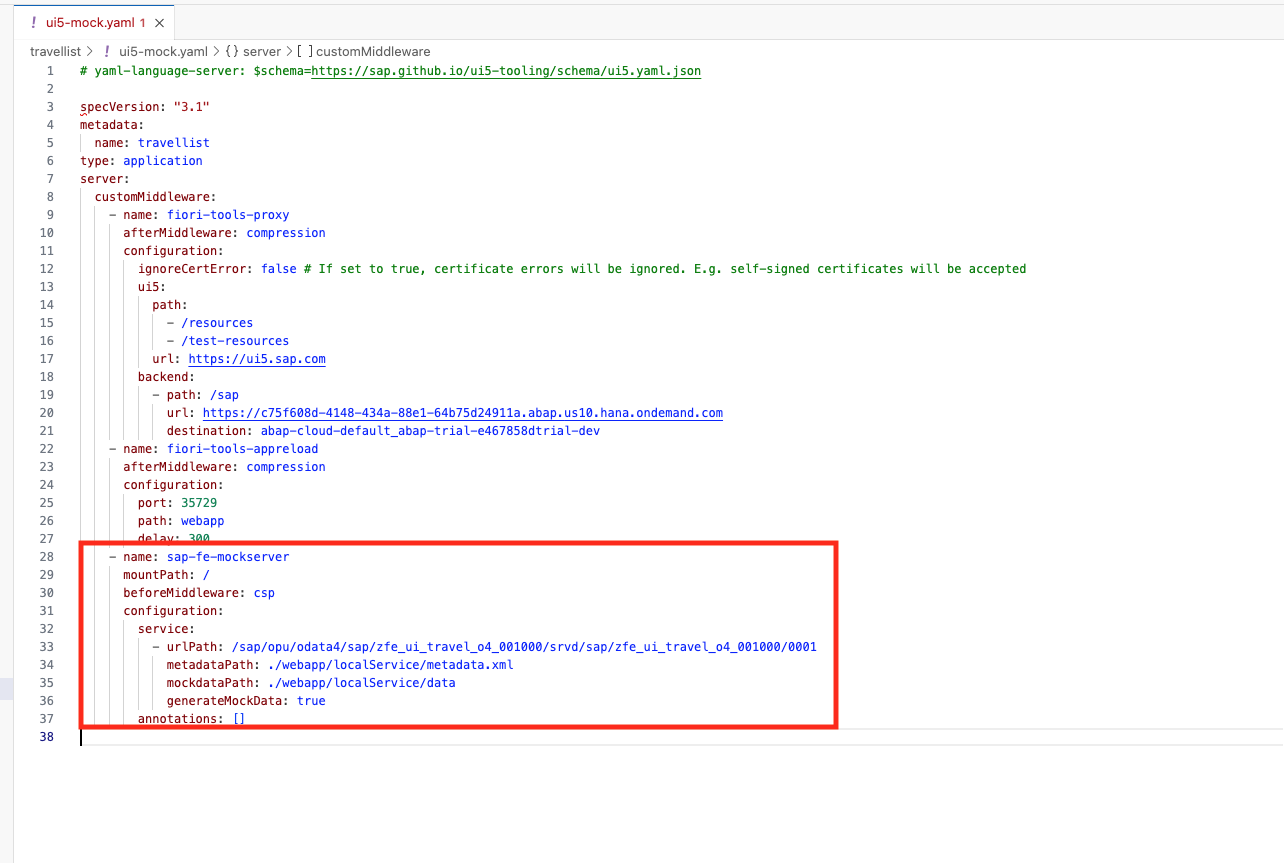 ! ui5-mock.yaml 1 ×
travellist > ! ui5-mock.yaml > {} server > [ ] customMiddleware
1 # yaml-language-server: $schema=https://sap.github.io/ui5-tooling/schema/ui5.yaml.json
2
3 specVersion: "3.1"
4 metadata:
5   name: travellist
6 type: application
7 server:
8   customMiddleware:
9     - name: fiori-tools-proxy
10       afterMiddleware: compression
11       configuration:
12         ignoreCertError: false # If set to true, certificate errors will be ignored. E.g. self-signed certificates will be accepted
13         ui5:
14           path:
15             - /resources
16             - /test-resources
17           url: https://ui5.sap.com
18         backend:
19           - path: /sap
20             url: https://c75f608d-4148-434a-88e1-64b75d24911a.abap.us10.hana.ondemand.com
21             destination: abap-cloud-default_abap-trial-e467858dtrial-dev
22     - name: fiori-tools-appreload
23       afterMiddleware: compression
24       configuration:
25         port: 35729
26         path: webapp
27         delay: 300
28     - name: sap-fe-mockserver
29       mountPath: /
30       beforeMiddleware: csp
31       configuration:
32         service:
33           - urlPath: /sap/opu/odata4/sap/zfe_ui_travel_o4_001000/srvd/sap/zfe_ui_travel_o4_001000/0001
34             metadataPath: ./webapp/localService/metadata.xml
35             mockdataPath: ./webapp/localService/data
36             generateMockData: true
37         annotations: []
38